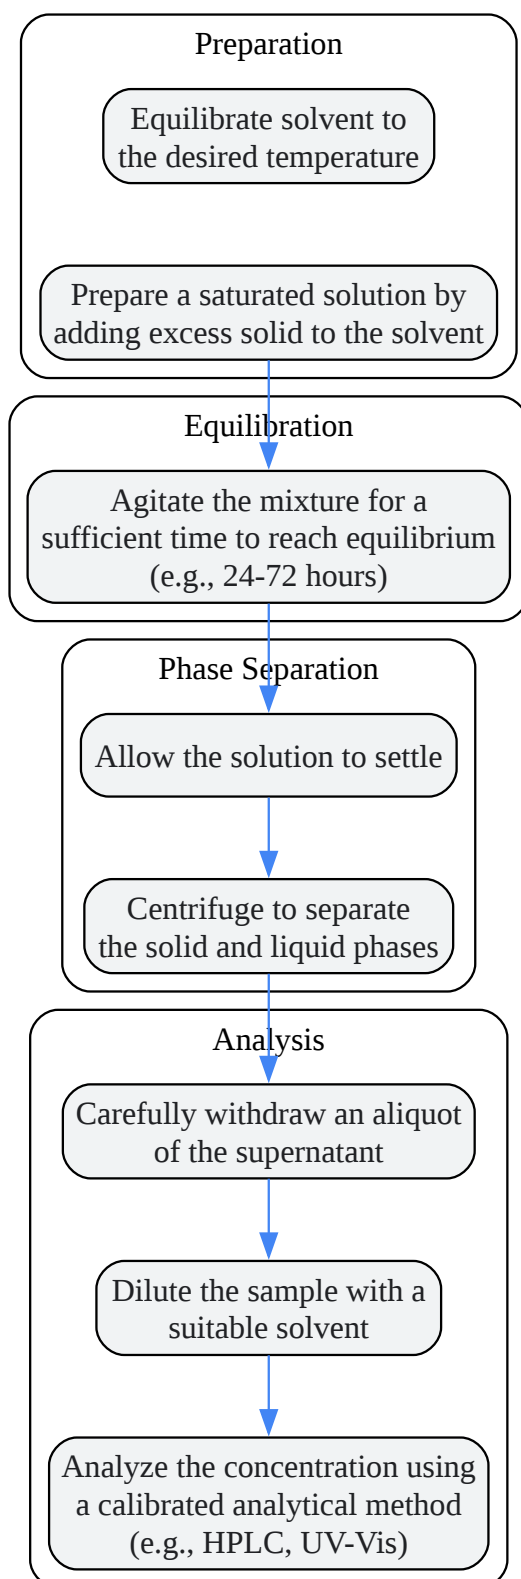 Preparation
Equilibrate solvent to
the desired temperature
Prepare a saturated solution by
adding excess solid to the solvent
Equilibration
Agitate the mixture for a
sufficient time to reach equilibrium
(e.g., 24-72 hours)
Phase Separation
Allow the solution to settle
Centrifuge to separate
the solid and liquid phases
Analysis
Carefully withdraw an aliquot
of the supernatant
Dilute the sample with a
suitable solvent
Analyze the concentration using
a calibrated analytical method
(e.g., HPLC, UV-Vis)